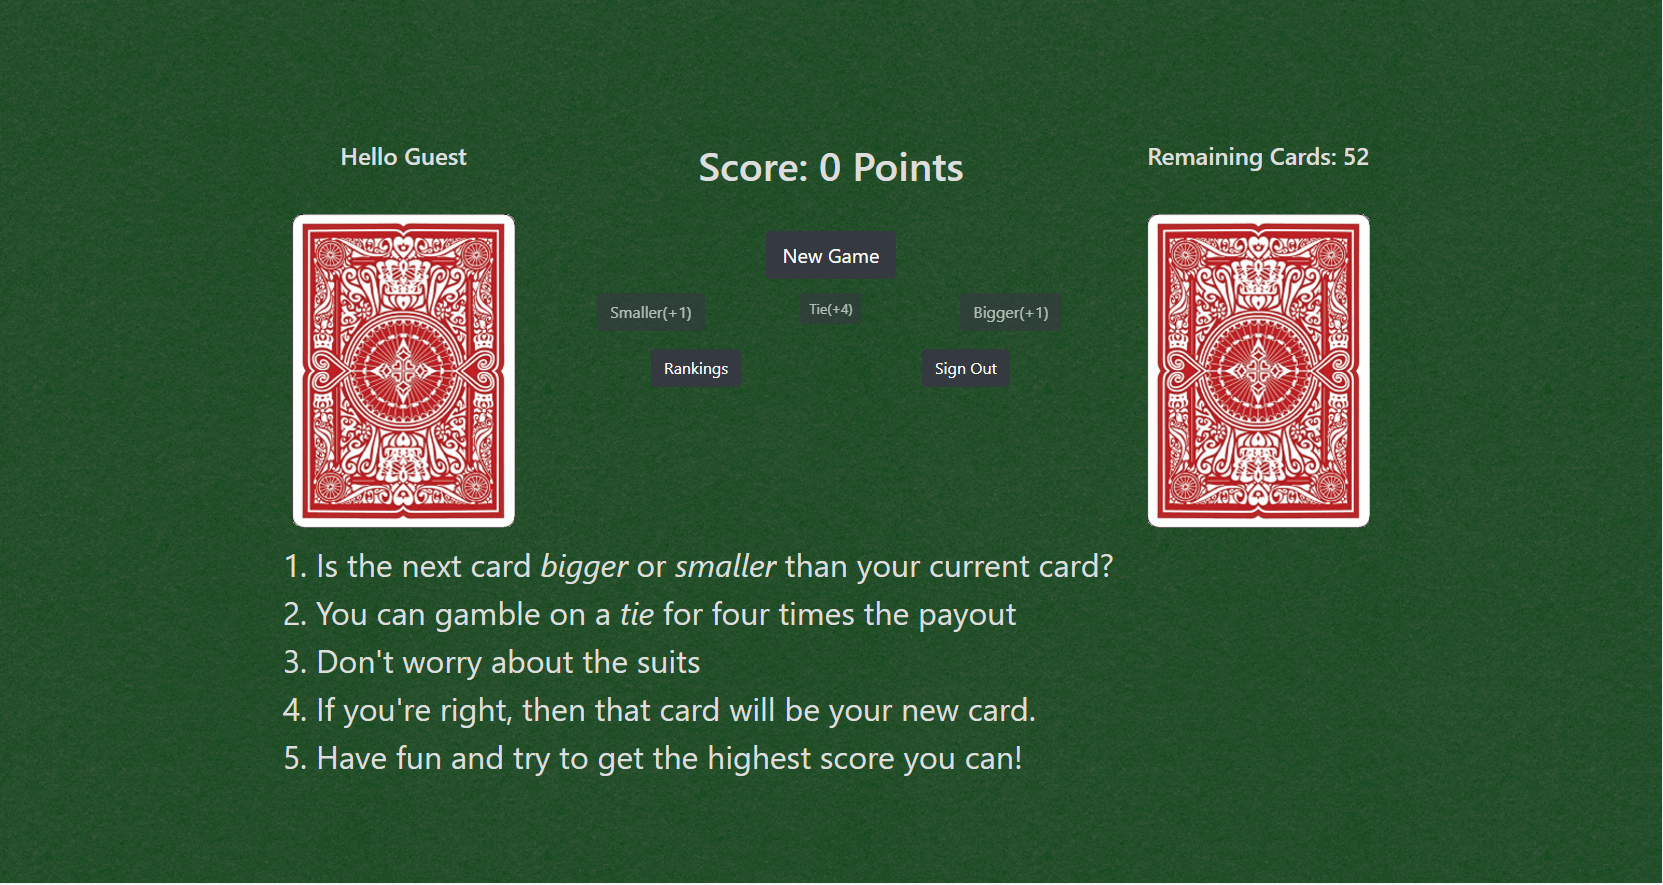 Hello Guest
Score: 0 Points
Remaining Cards: 52
New Game
Smaller(+1)
Tie(+4)
Bigger(+1)
Rankings
Sign Out
1. Is the next card bigger or smaller than your current card?
2. You can gamble on a tie for four times the payout
3. Don't worry about the suits
4. If you're right, then that card will be your new card.
5. Have fun and try to get the highest score you can!